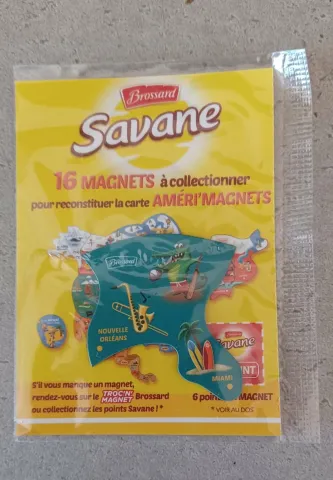 Brossard
Savane
16 MAGNETS à collectionner
pour reconstituer la carte AMÉRI'MAGNETS
Brossard
NOUVELLE
ORLÉANS
MIAMI
Savane
S'il vous manque un magnet,
rendez-vous sur le TROC'N' MAGNET Brossard
ou collectionnez les points Savane ! *
6 points MAGNET
* VOIR AU DOS